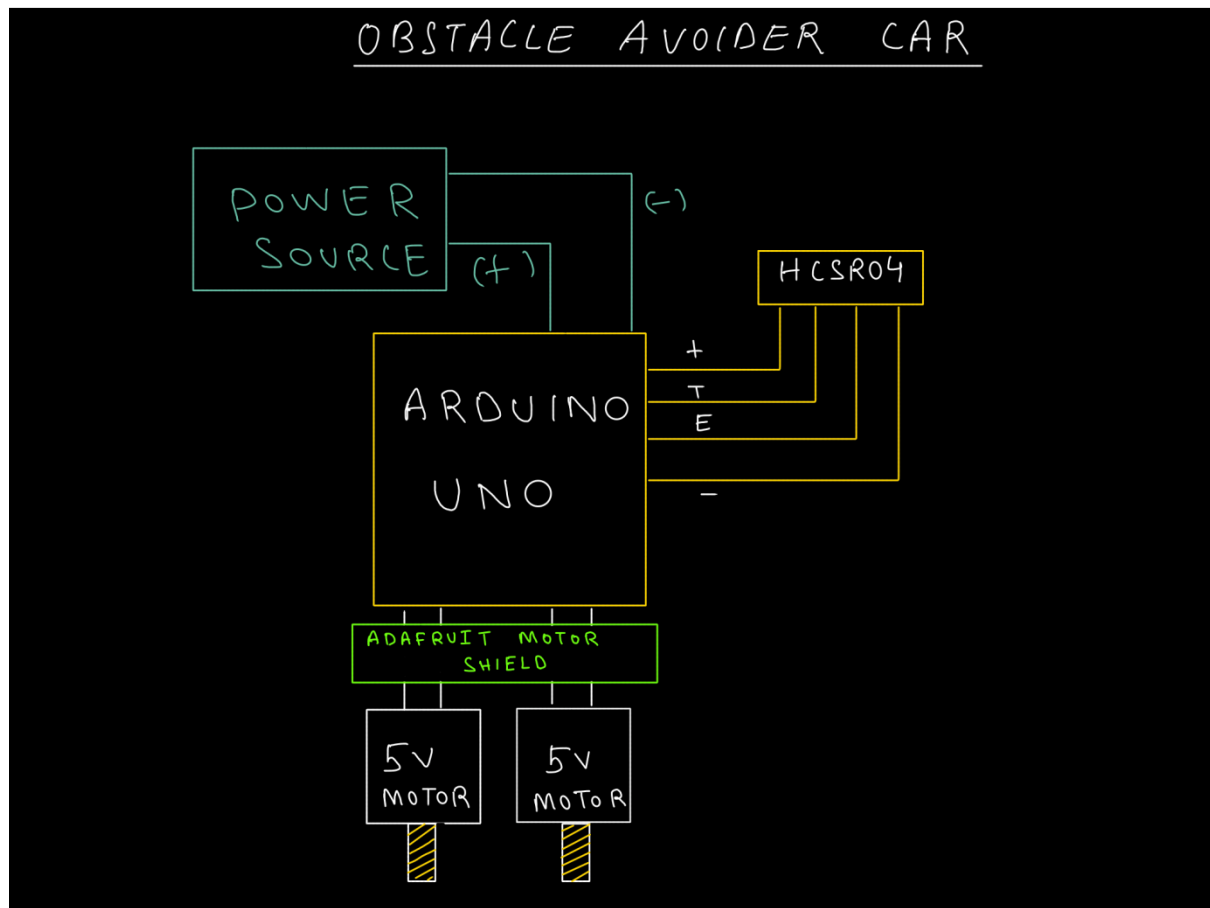 OBSTACLE AVOIDER CAR
POWER
SOURCE
(-)
(+)
HCSR04
+
T
E
-
ARDUINO
UNO
ADAFRUIT MOTOR
SHIELD
5V
MOTOR
5V
MOTOR